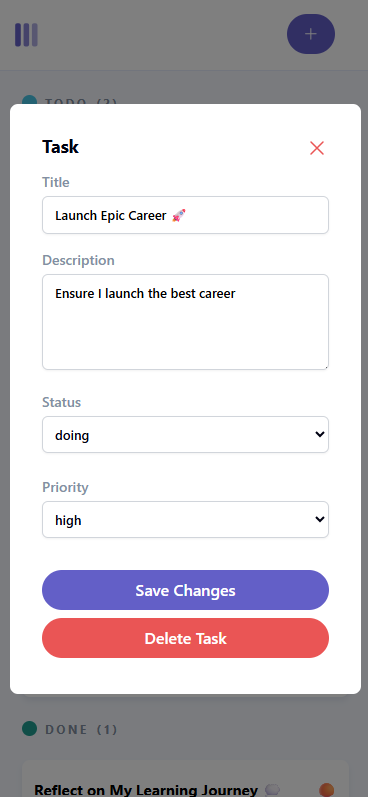 +
TODO (2)
Task
Title
Launch Epic Career 🚀
Description
Ensure I launch the best career
Status
doing
Priority
high
Save Changes
Delete Task
DONE (1)
Reflect on My Learning Journey